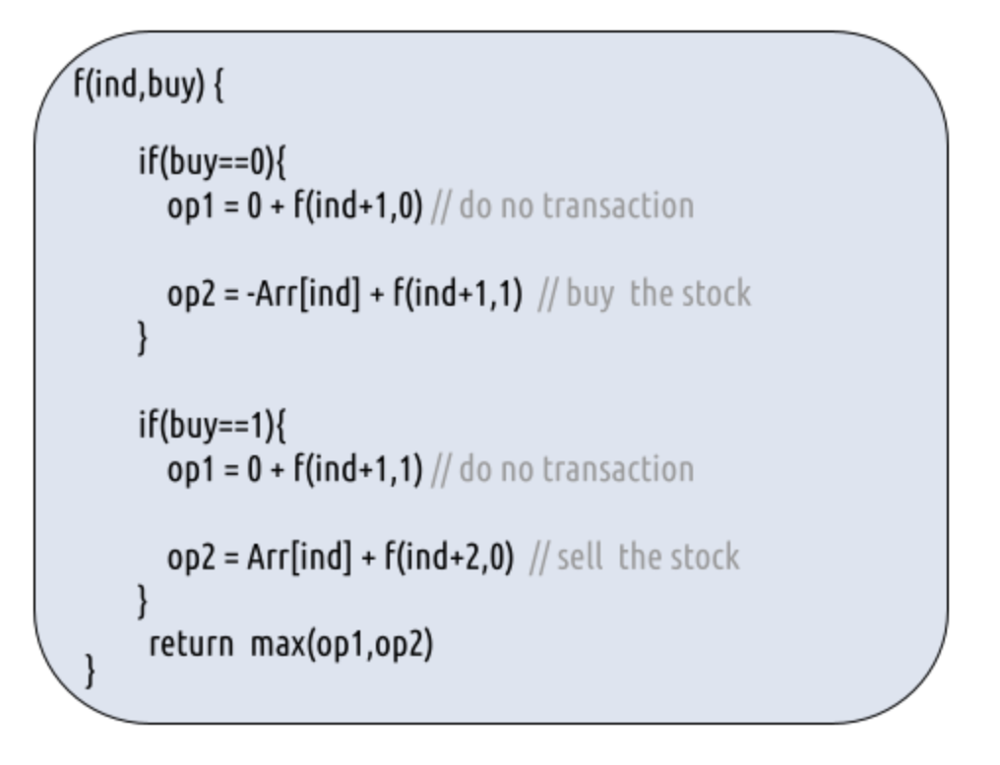 f(ind,buy) {
if(buy==0){
op1 = 0 + f(ind+1,0) // do no transaction
op2 = -Arr[ind] + f(ind+1,1) // buy the stock
}
if(buy==1){
op1 = 0 + f(ind+1,1) // do no transaction
op2 = Arr[ind] + f(ind+2,0) // sell the stock
}
return max(op1,op2)
}